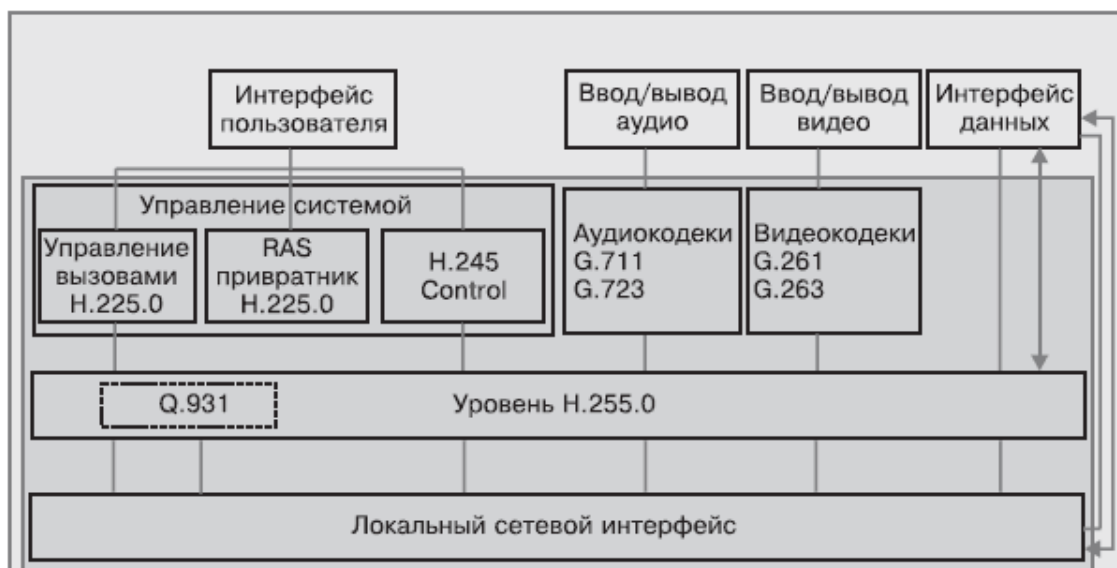 Интерфейс
пользователя
Ввод/вывод
аудио
Ввод/вывод
видео
Интерфейс
данных
Управление системой
Управление
вызовами
H.225.0
RAS
привратник
H.225.0
H.245
Control
Аудиокодеки
G.711
G.723
Видеокодеки
G.261
G.263
Q.931
Уровень H.255.0
Локальный сетевой интерфейс